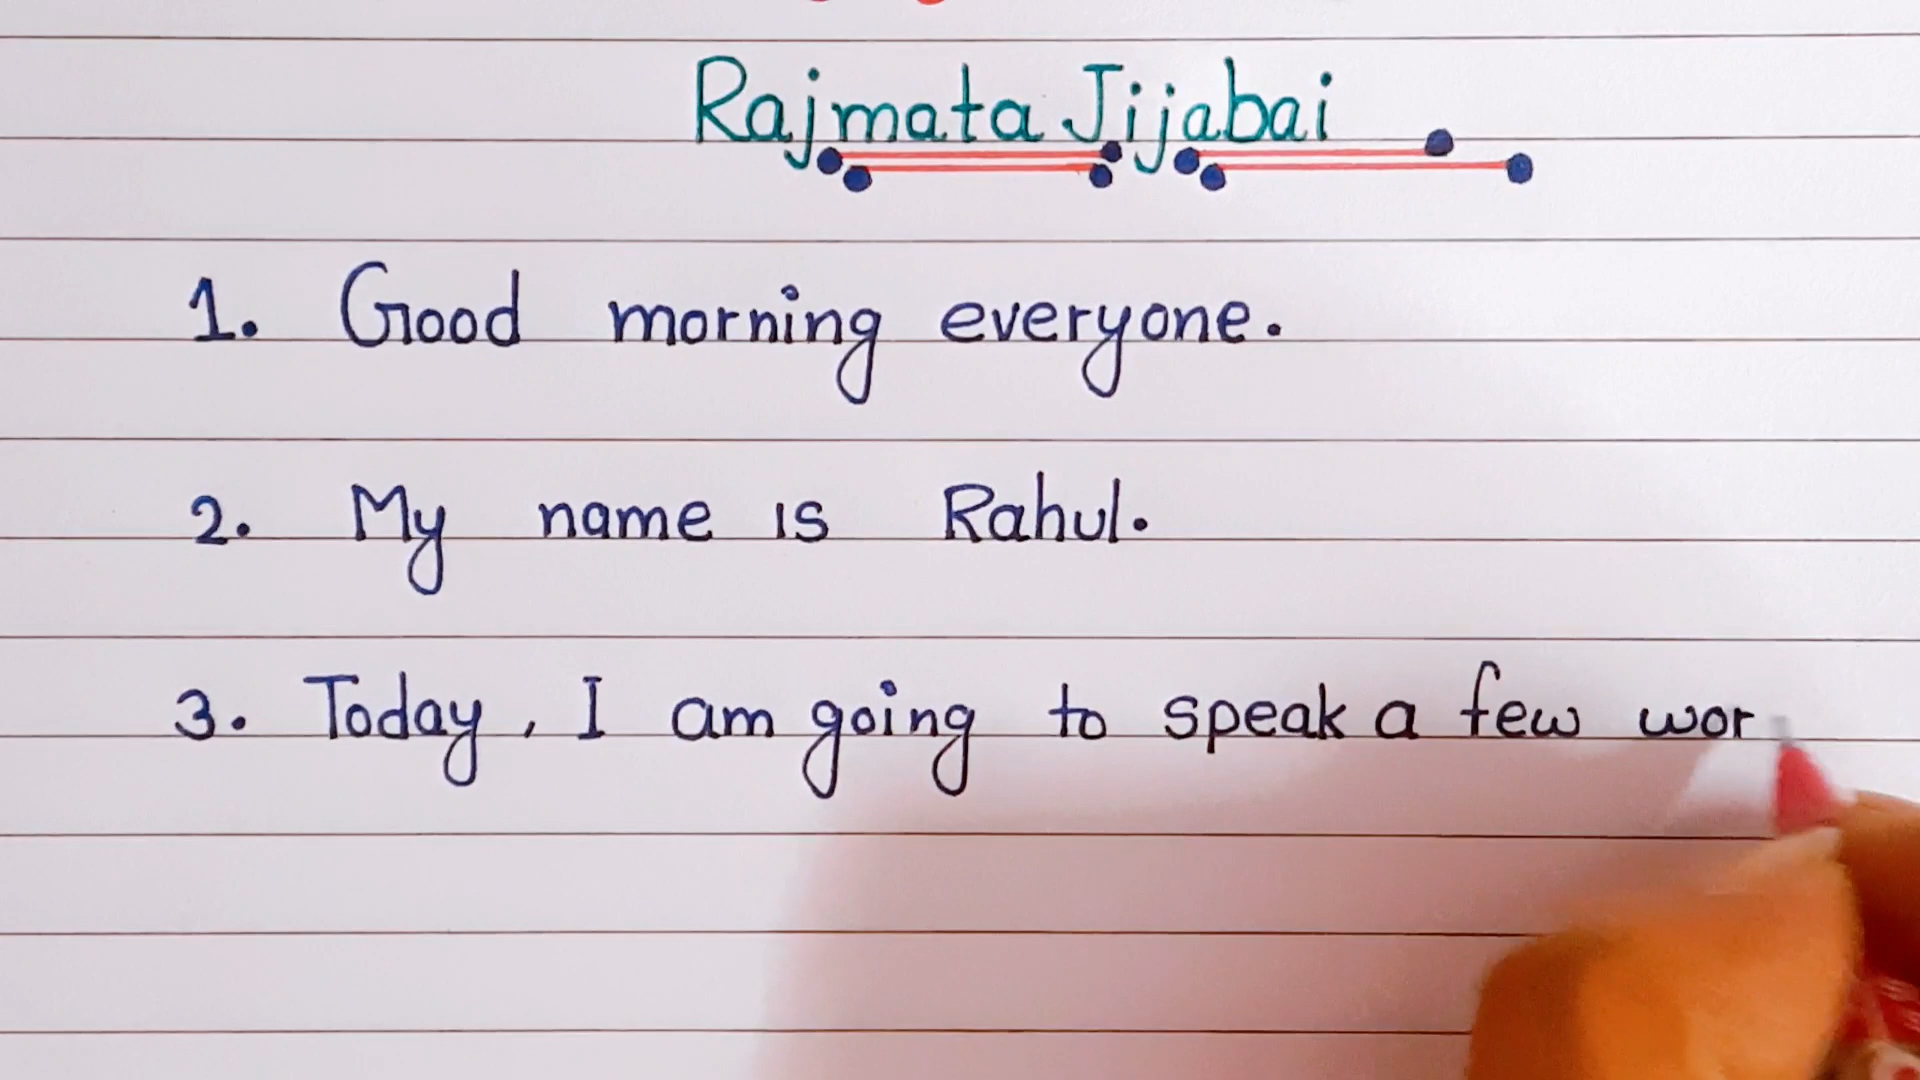 Rajmata Jijabai
1. Good morning everyone.
2. My name is Rahul.
3. Today, I am going to speak a few wor